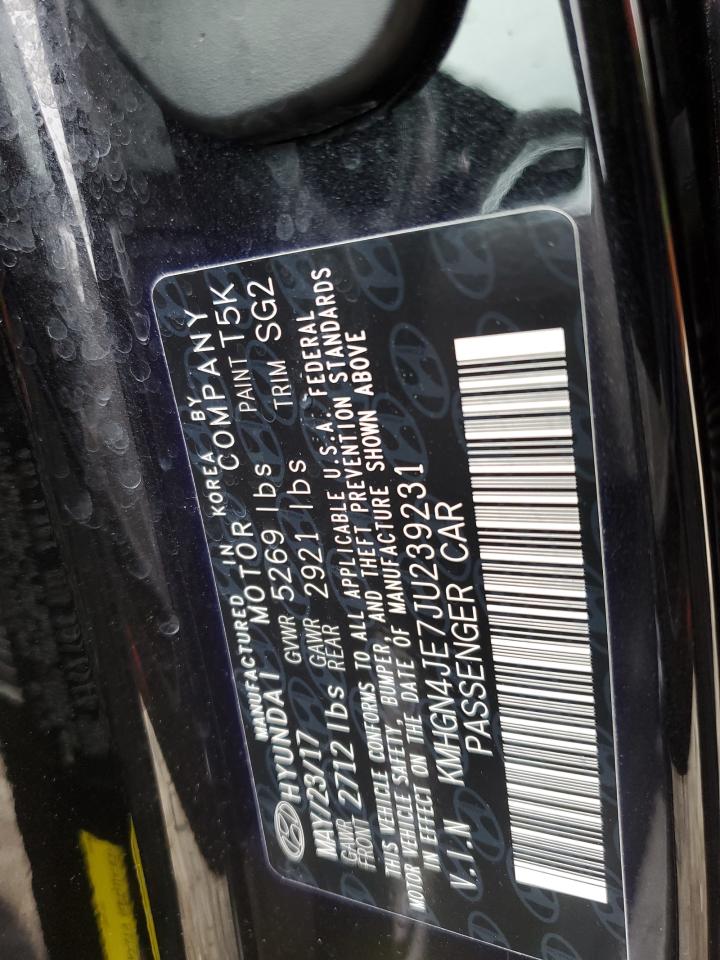 MANUFACTURED IN KOREA BY
HYUNDAI MOTOR COMPANY
MAY/23/17 GVWR 5269 lbs PAINT T5K
GAWR FRONT 2712 lbs GAWR REAR 2921 lbs TRIM SG2
THIS VEHICLE CONFORMS TO ALL APPLICABLE U.S.A. FEDERAL
MOTOR VEHICLE SAFETY, BUMPER, AND THEFT PREVENTION STANDARDS
IN EFFECT ON THE DATE OF MANUFACTURE SHOWN ABOVE
V.I.N KMHGN4JE7JU239231
PASSENGER CAR